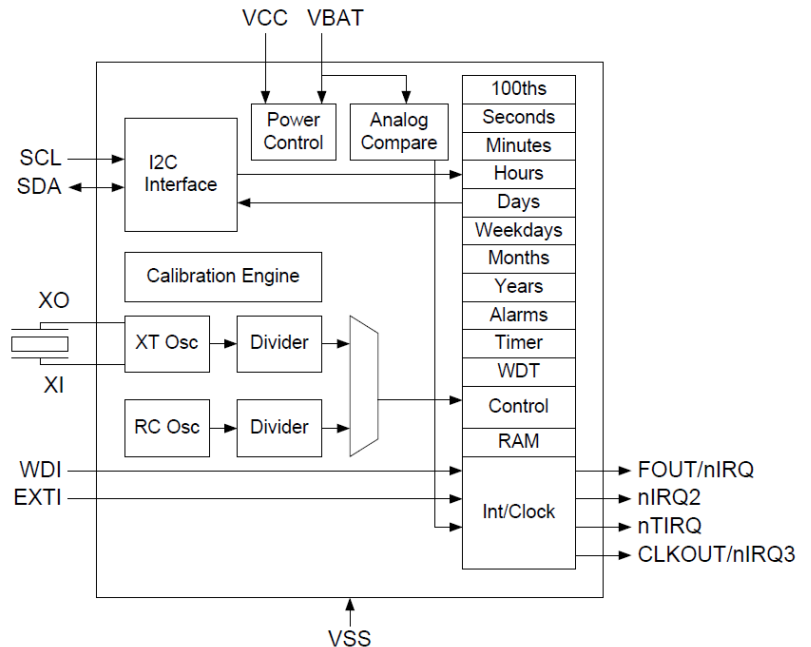 VCC
VBAT
Power
Control
Analog
Compare
SCL
SDA
I2C
Interface
Calibration Engine
XO
XI
XT Osc
Divider
RC Osc
Divider
WDI
EXTI
100ths
Seconds
Minutes
Hours
Days
Weekdays
Months
Years
Alarms
Timer
WDT
Control
RAM
Int/Clock
FOUT/nIRQ
nIRQ2
nTIRQ
CLKOUT/nIRQ3
VSS